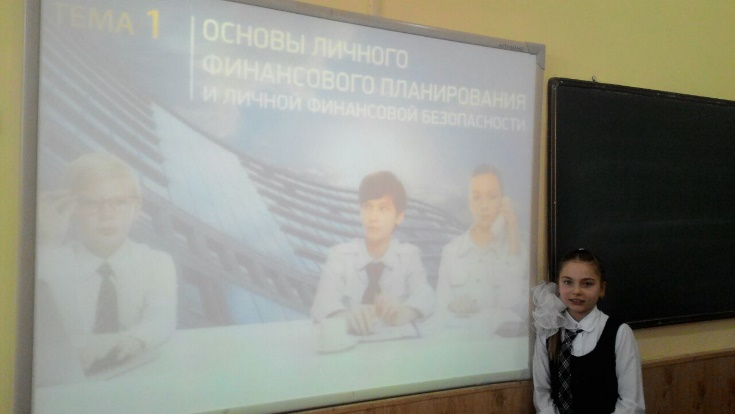 ТЕМА 1
ОСНОВЫ ЛИЧНОГО
ФИНАНСОВОГО ПЛАНИРОВАНИЯ
И ЛИЧНОЙ ФИНАНСОВОЙ БЕЗОПАСНОСТИ